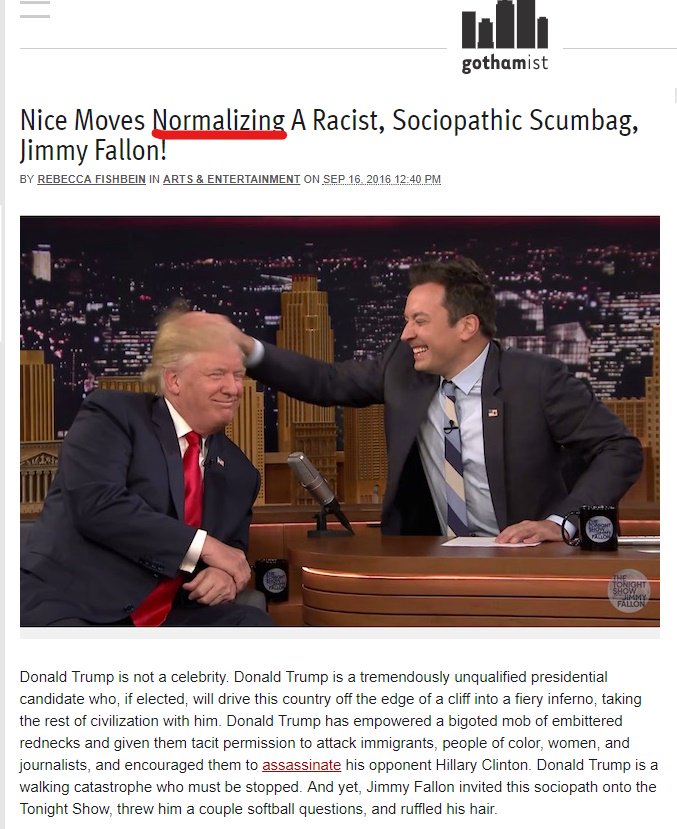 gothamist
Nice Moves Normalizing A Racist, Sociopathic Scumbag,
Jimmy Fallon!
BY REBECCA FISHBEIN IN ARTS & ENTERTAINMENT ON SEP 16, 2016 12:40 PM
THE
TONIGHT
SHOW
JIMMY
FALLON
Donald Trump is not a celebrity. Donald Trump is a tremendously unqualified presidential
candidate who, if elected, will drive this country off the edge of a cliff into a fiery inferno, taking
the rest of civilization with him. Donald Trump has empowered a bigoted mob of embittered
rednecks and given them tacit permission to attack immigrants, people of color, women, and
journalists, and encouraged them to assassinate his opponent Hillary Clinton. Donald Trump is a
walking catastrophe who must be stopped. And yet, Jimmy Fallon invited this sociopath onto the
Tonight Show, threw him a couple softball questions, and ruffled his hair.